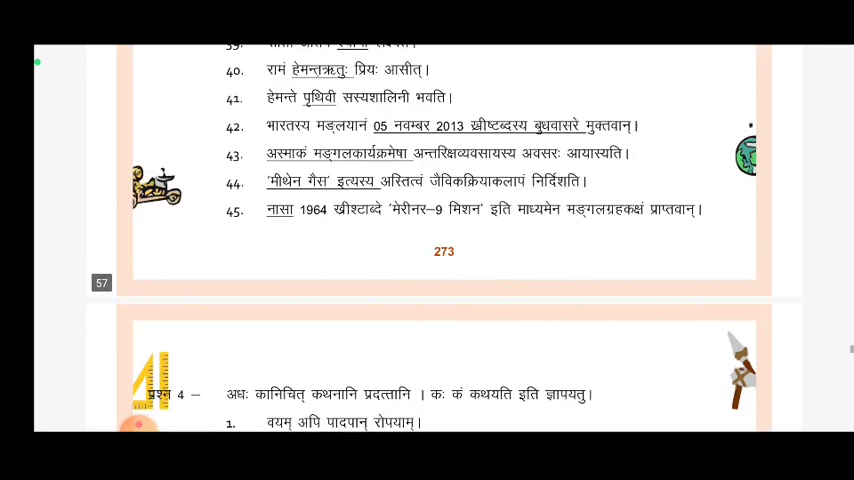 40. रामं हेमन्तऋतुः प्रियः आसीत्।
41. हेमन्ते पृथिवी सस्यशालिनी भवति।
42. भारतस्य मङ्लयानं 05 नवम्बर 2013 ख्रीष्टब्दस्य बुधवासरे मुक्तवान्।
43. अस्माकं मङ्गलकार्यक्रमेषा अन्तरिक्षव्यवसायस्य अवसरः आयास्यति।
44. 'मीथेन गैस' इत्यस्य अस्तित्वं जैविकक्रियाकलापं निर्दिशति।
45. नासा 1964 ख्रीश्टाब्दे 'मेरीनर–9 मिशन' इति माध्यमेन मङ्गलग्रहकक्षं प्राप्तवान्।
273
57
प्रश्न 4 – अधः कानिचित् कथनानि प्रदत्तानि । कः कं कथयति इति ज्ञापयतु।
1. वयम् अपि पादपान् रोपयाम्।